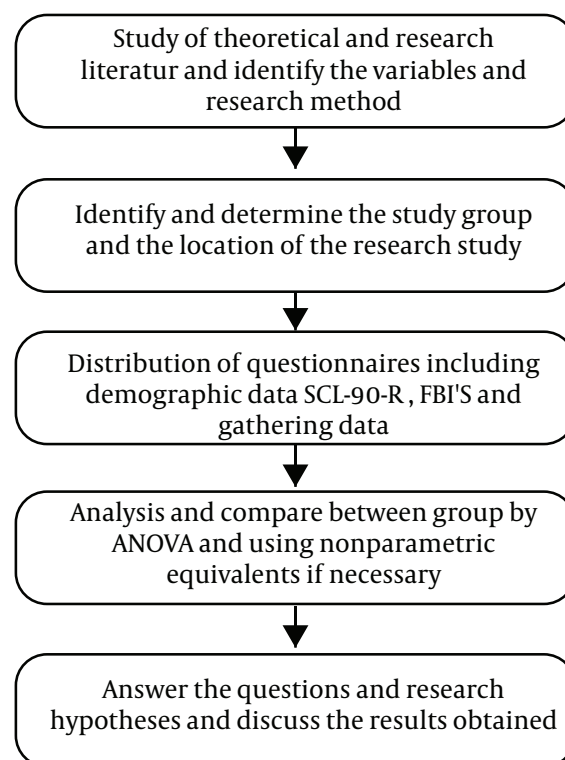 Study of theoretical and research
literatur and identify the variables and
research method
Identify and determine the study group
and the location of the research study
Distribution of questionnaires including
demographic data SCL-90-R , FBI'S and
gathering data
Analysis and compare between group by
ANOVA and using nonparametric
equivalents if necessary
Answer the questions and research
hypotheses and discuss the results obtained